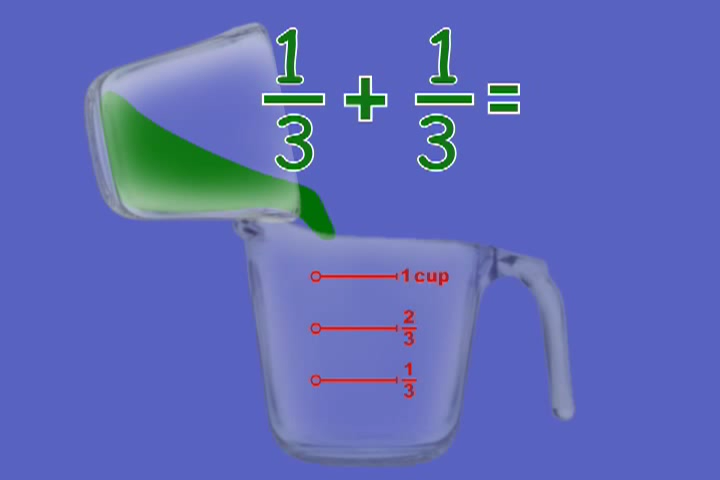 1/3 + 1/3 =
1 cup
2/3
1/3